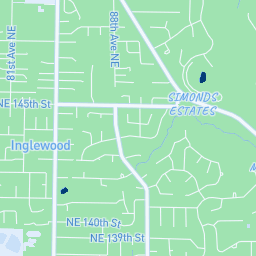 81st Ave NE
88th Ave NE
SIMONDS
ESTATES
NE 145th St
Inglewood
NE 140th St
NE 139th St